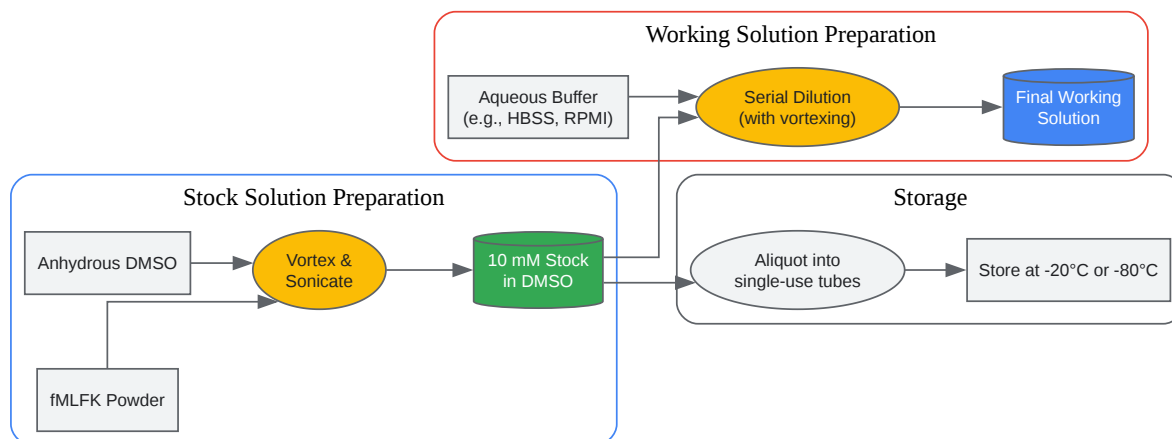 Working Solution Preparation
Aqueous Buffer
(e.g., HBSS, RPMI)
Serial Dilution
(with vortexing)
Final Working
Solution
Stock Solution Preparation
Anhydrous DMSO
Vortex &
Sonicate
10 mM Stock
in DMSO
fMLFK Powder
Storage
Aliquot into
single-use tubes
Store at -20°C or -80°C